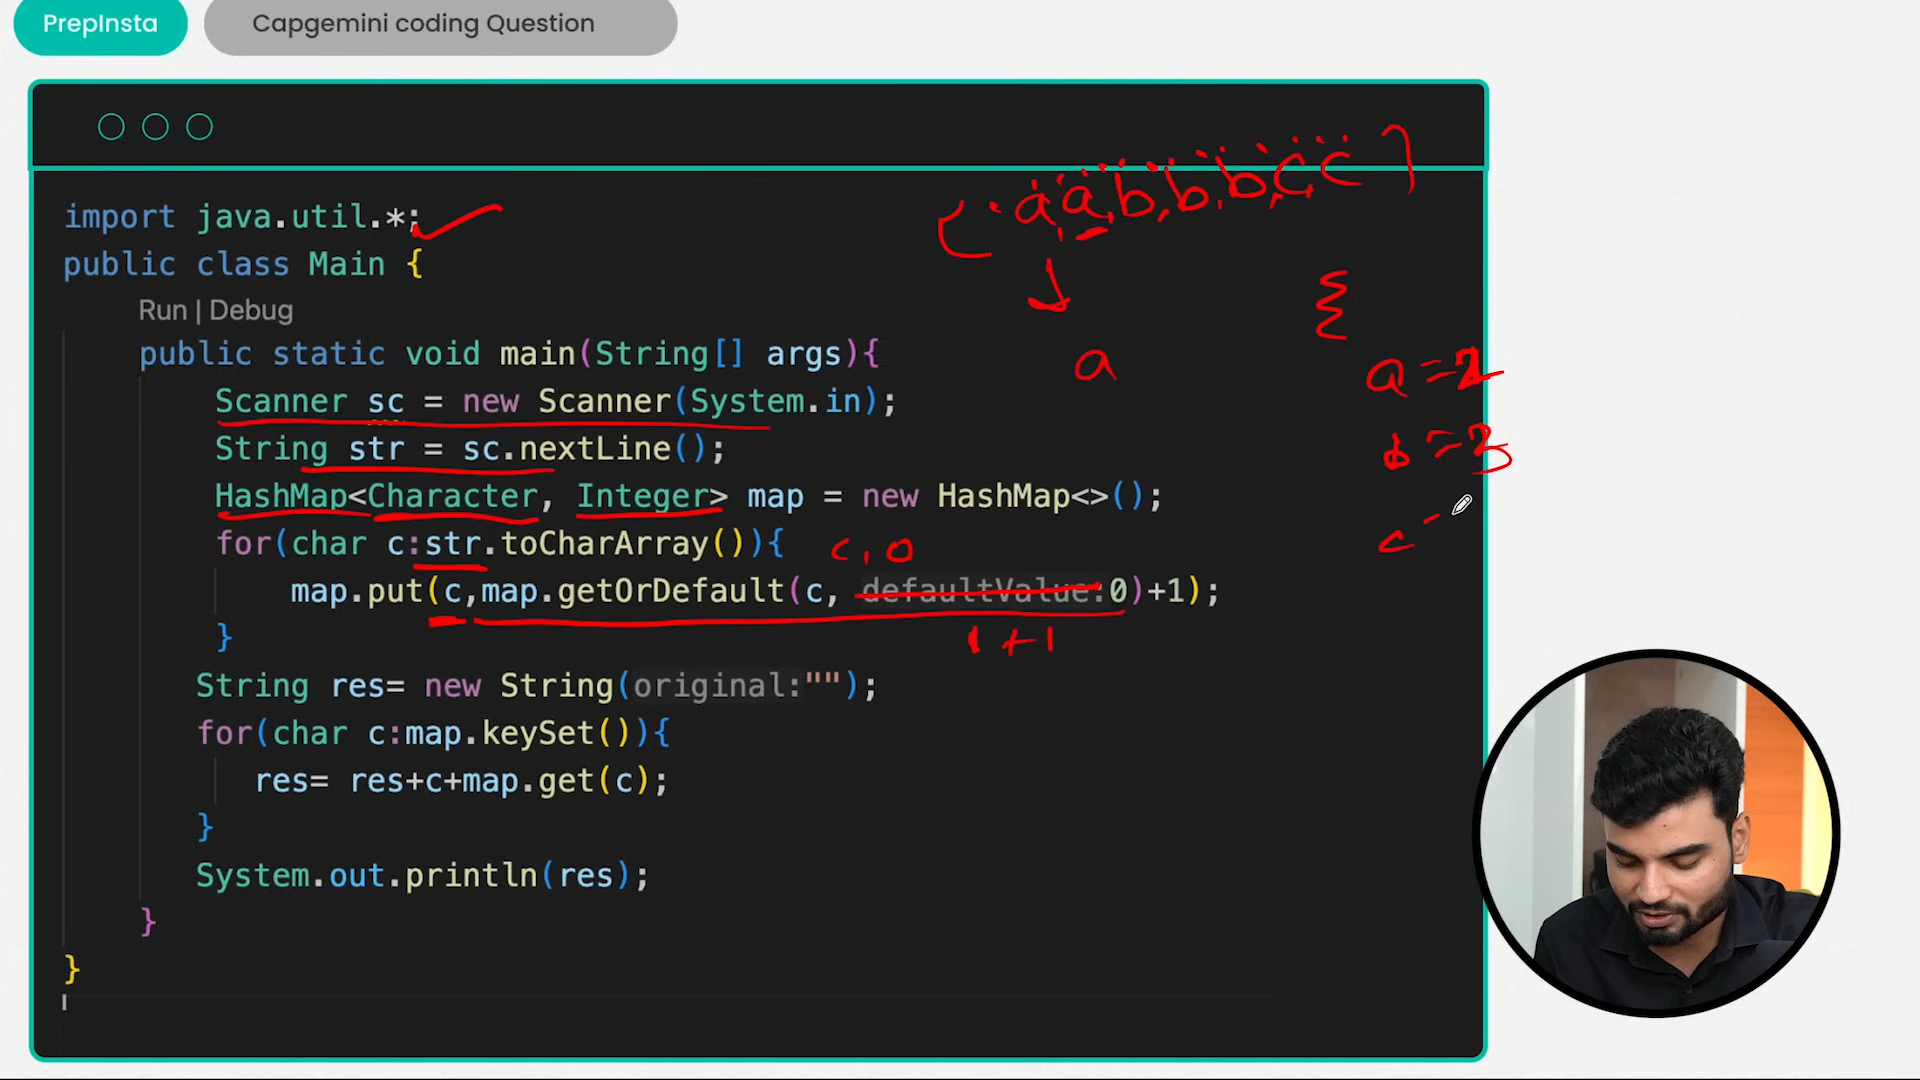 PrepInsta Capgemini coding Question
(a,a,b,b,b,c,c)
import java.util.*;
public class Main {
Run | Debug
public static void main(String[] args){
a
a = 2
Scanner sc = new Scanner(System.in);
String str = sc.nextLine();
b = 3
HashMap<Character, Integer> map = new HashMap<>();
for(char c:str.toCharArray()){
c, 0
c -
map.put(c,map.getOrDefault(c, defaultValue:0)+1);
}
1 + 1
String res= new String(original:"");
for(char c:map.keySet()){
res= res+c+map.get(c);
}
System.out.println(res);
}
}